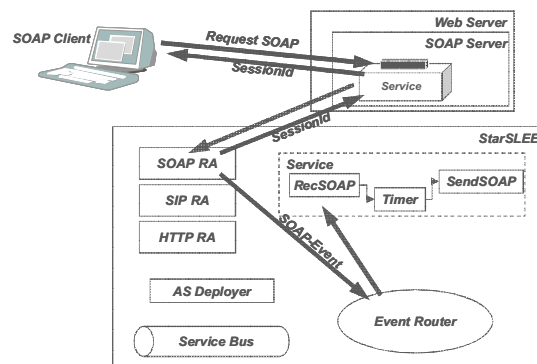 Web Server
SOAP Client
Request SOAP
SOAP Server
SessionId
Service
SessionId
StarSLEE
SOAP RA
Service
RecSOAP
SendSOAP
Timer
SIP RA
SOAP-Event
HTTP RA
AS Deployer
Event Router
Service Bus